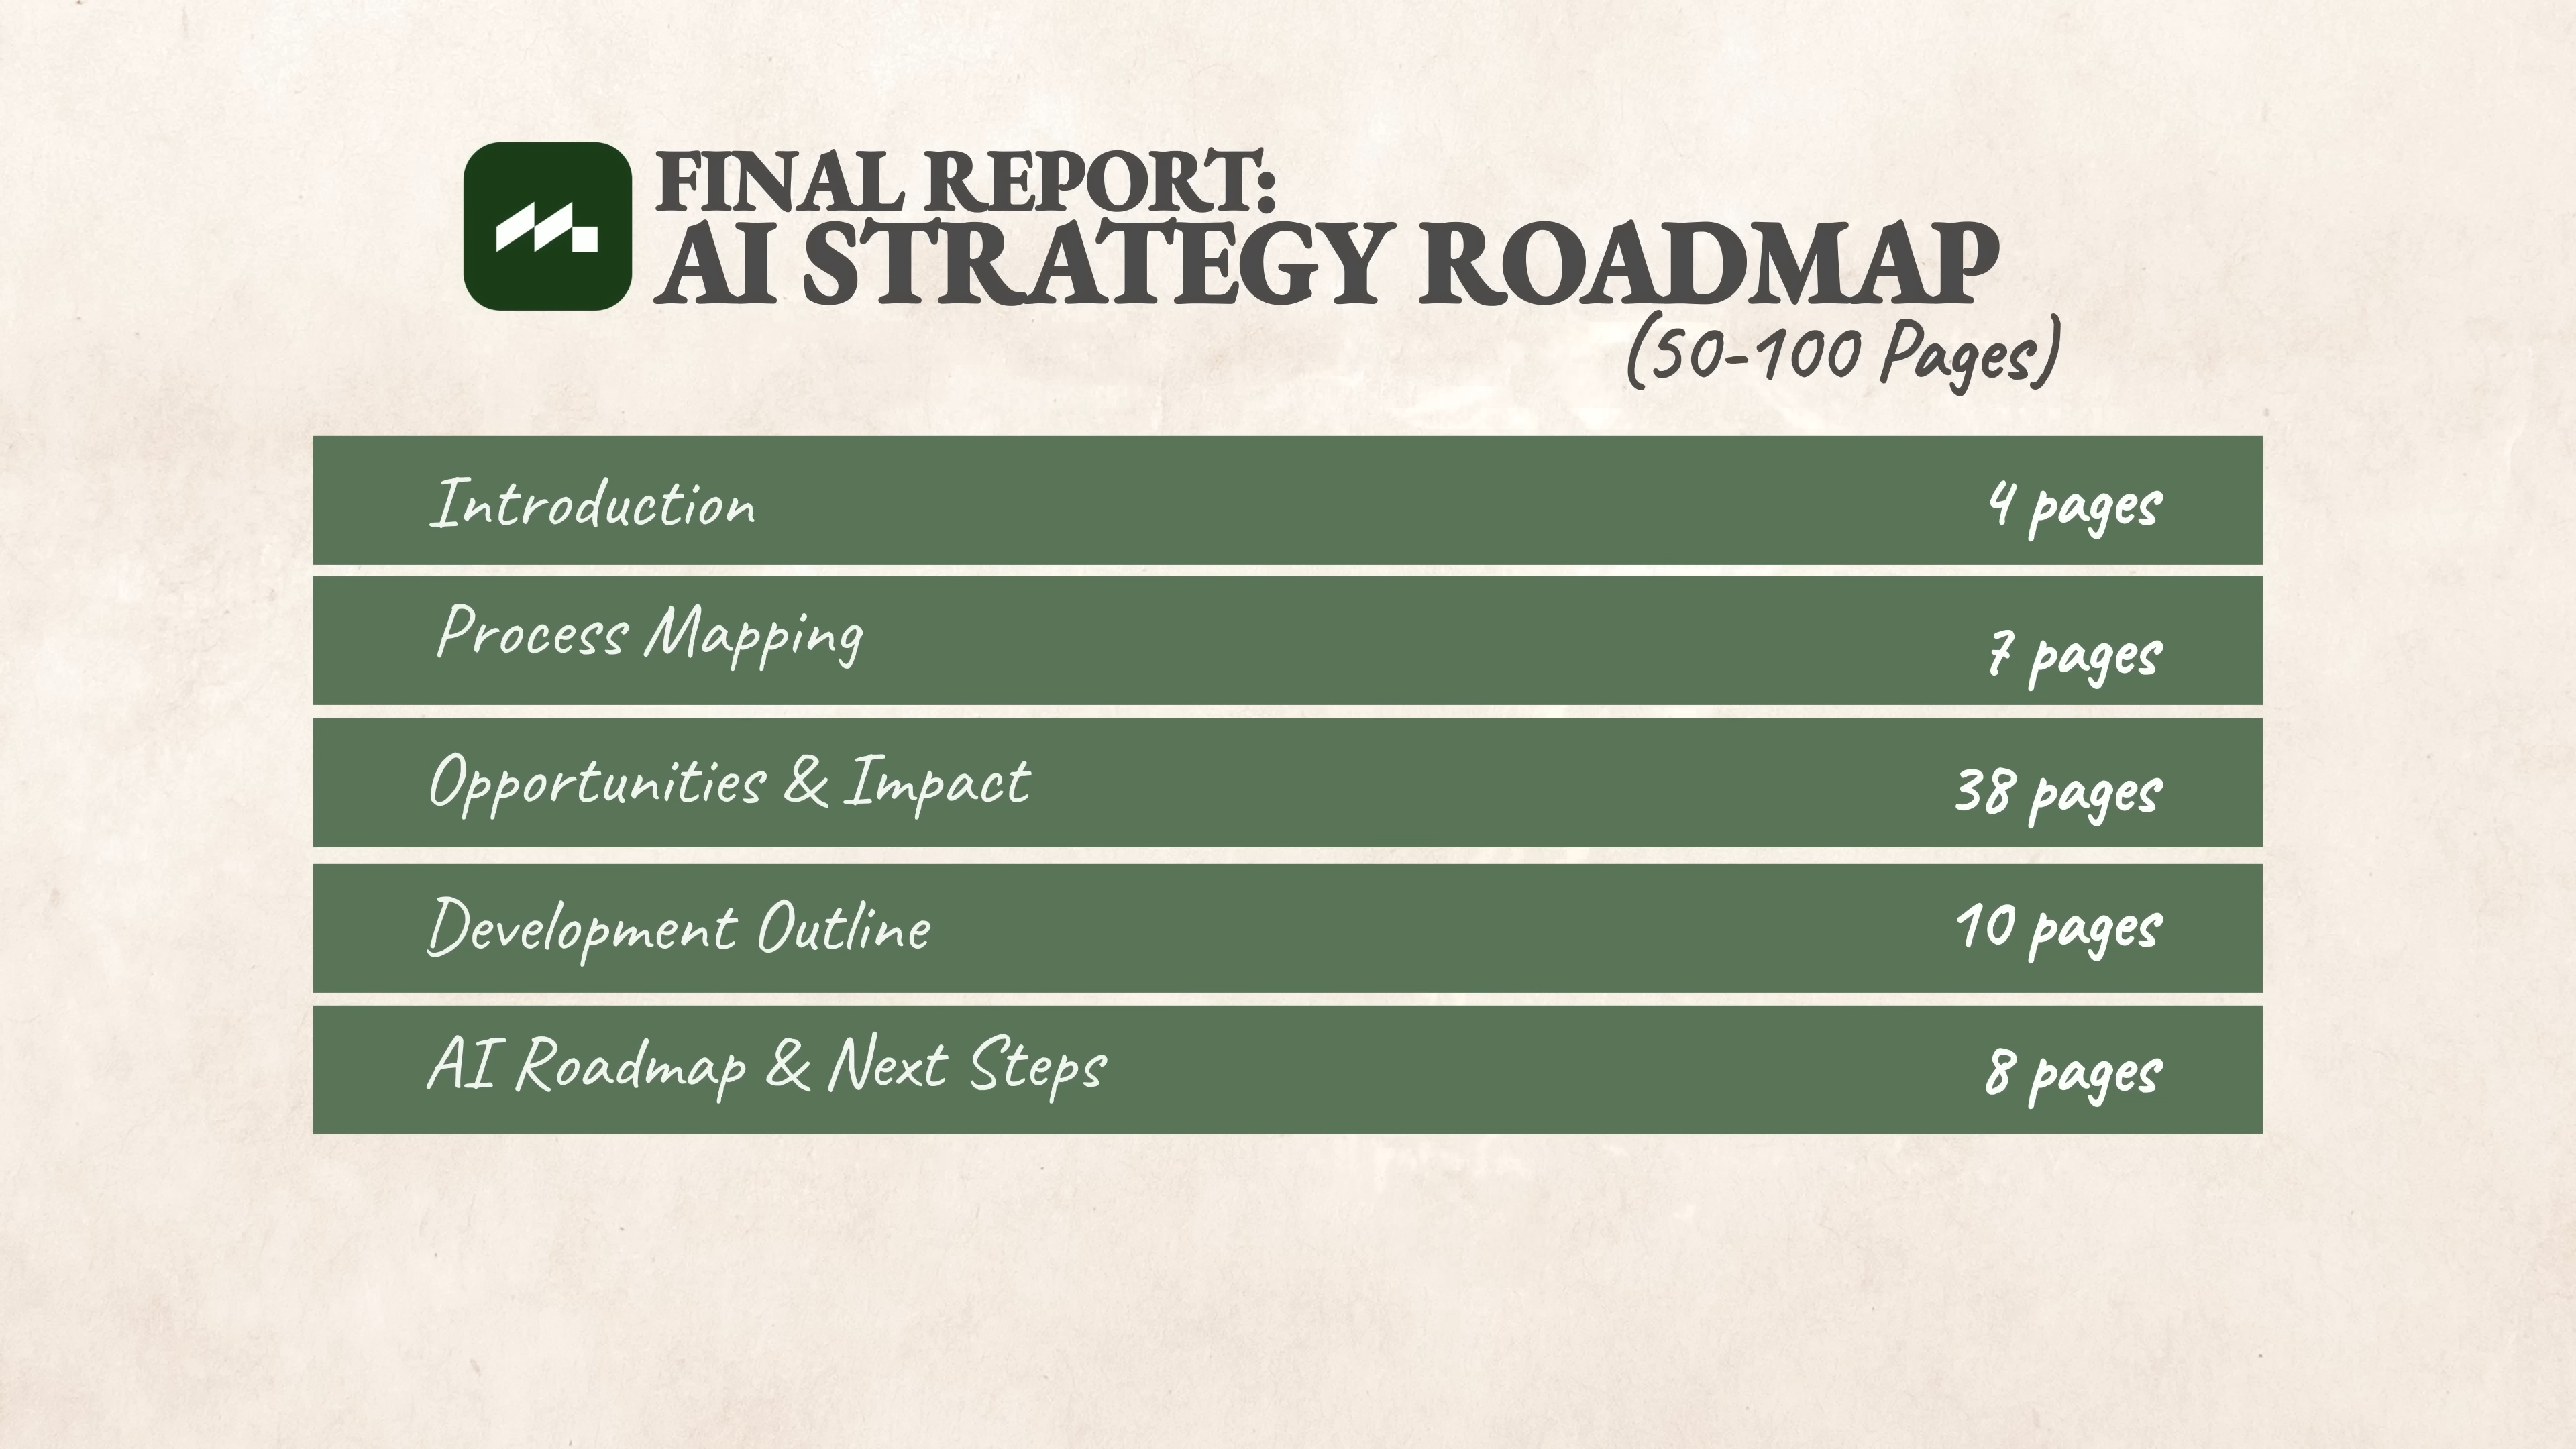 FINAL REPORT:
AI STRATEGY ROADMAP
(50-100 Pages)
Introduction 4 pages
Process Mapping 7 pages
Opportunities & Impact 38 pages
Development Outline 10 pages
AI Roadmap & Next Steps 8 pages